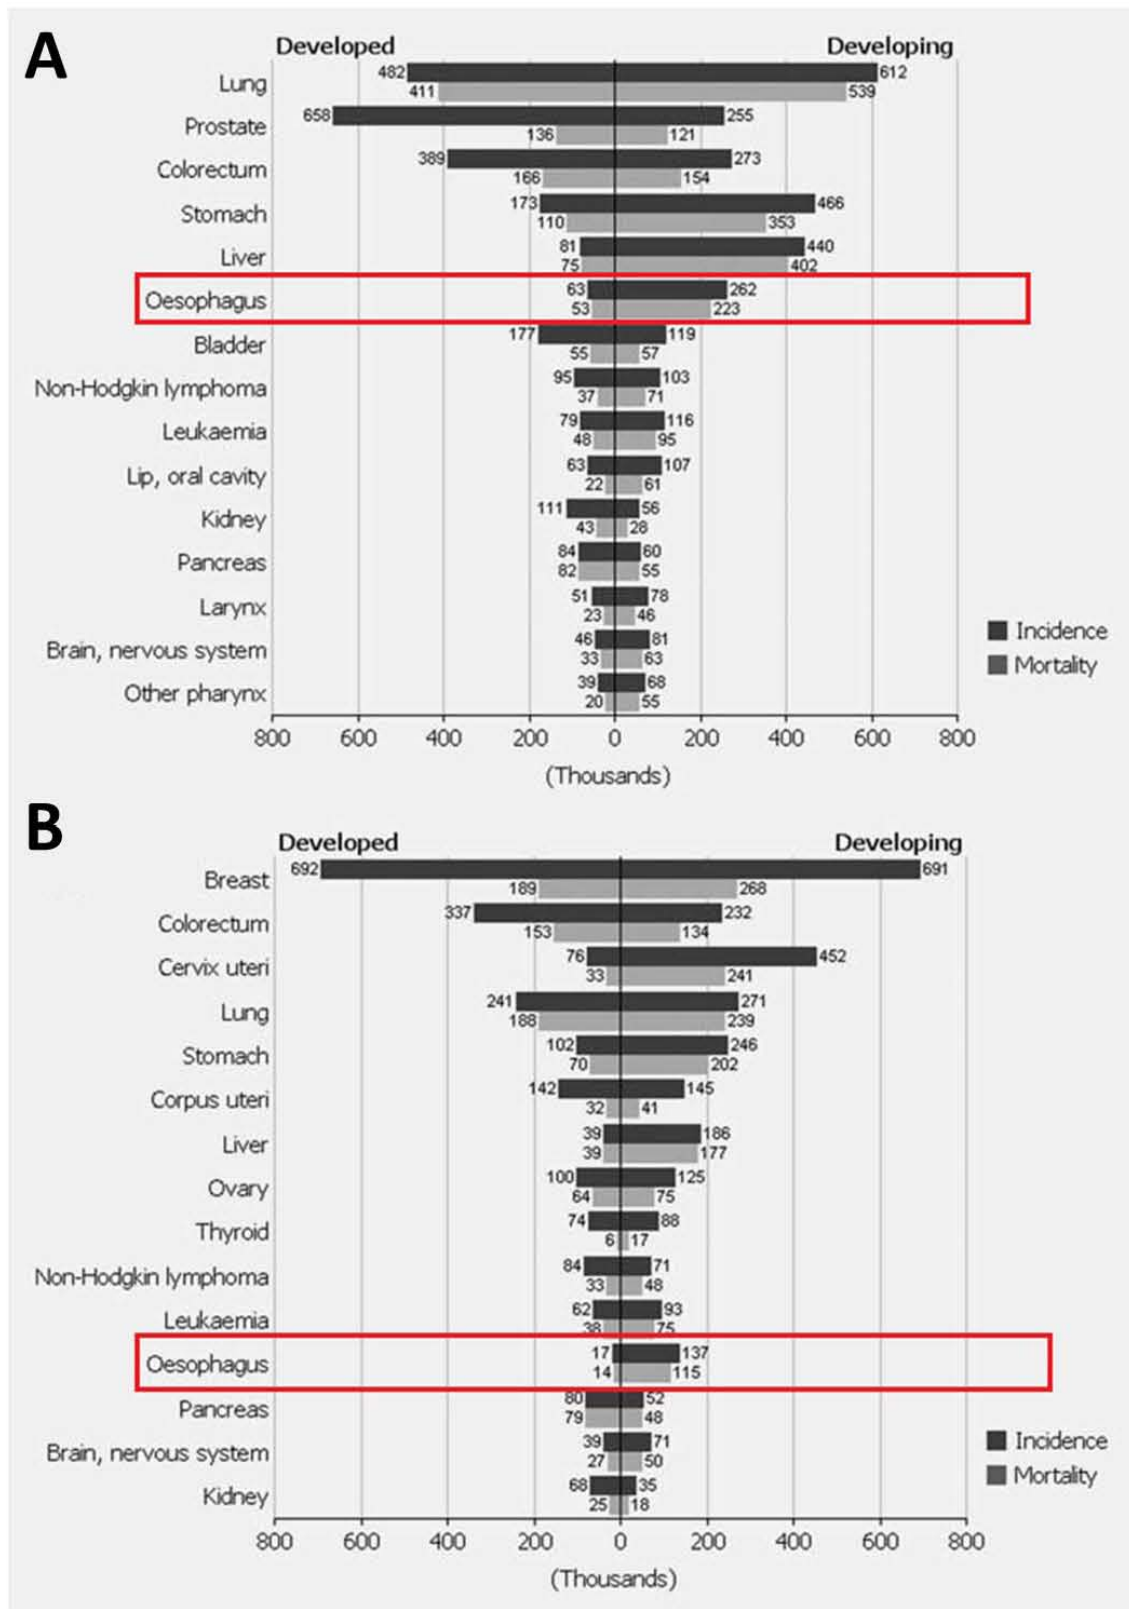 A
Developed Developing
Lung 482 612
411 539
Prostate 658 255
136 121
Colorectum 389 273
166 154
Stomach 173 466
110 353
Liver 81 440
75 402
Oesophagus 63 262
53 223
Bladder 177 119
55 57
Non-Hodgkin lymphoma 95 103
37 71
Leukaemia 79 116
48 95
Lip, oral cavity 63 107
22 61
Kidney 111 56
43 28
Pancreas 84 60
82 55
Larynx 51 78
23 46
Brain, nervous system 46 81
33 63
Other pharynx 39 68
20 55
Incidence
Mortality
800 600 400 200 0 200 400 600 800
(Thousands)
B
Developed Developing
Breast 692 691
189 268
Colorectum 337 232
153 134
Cervix uteri 76 452
33 241
Lung 241 271
188 239
Stomach 102 246
70 202
Corpus uteri 142 145
32 41
Liver 39 186
39 177
Ovary 100 125
64 75
Thyroid 74 88
6 17
Non-Hodgkin lymphoma 84 71
33 48
Leukaemia 62 93
38 75
Oesophagus 17 137
14 115
Pancreas 80 52
79 48
Brain, nervous system 39 71
27 50
Kidney 68 35
25 18
Incidence
Mortality
800 600 400 200 0 200 400 600 800
(Thousands)